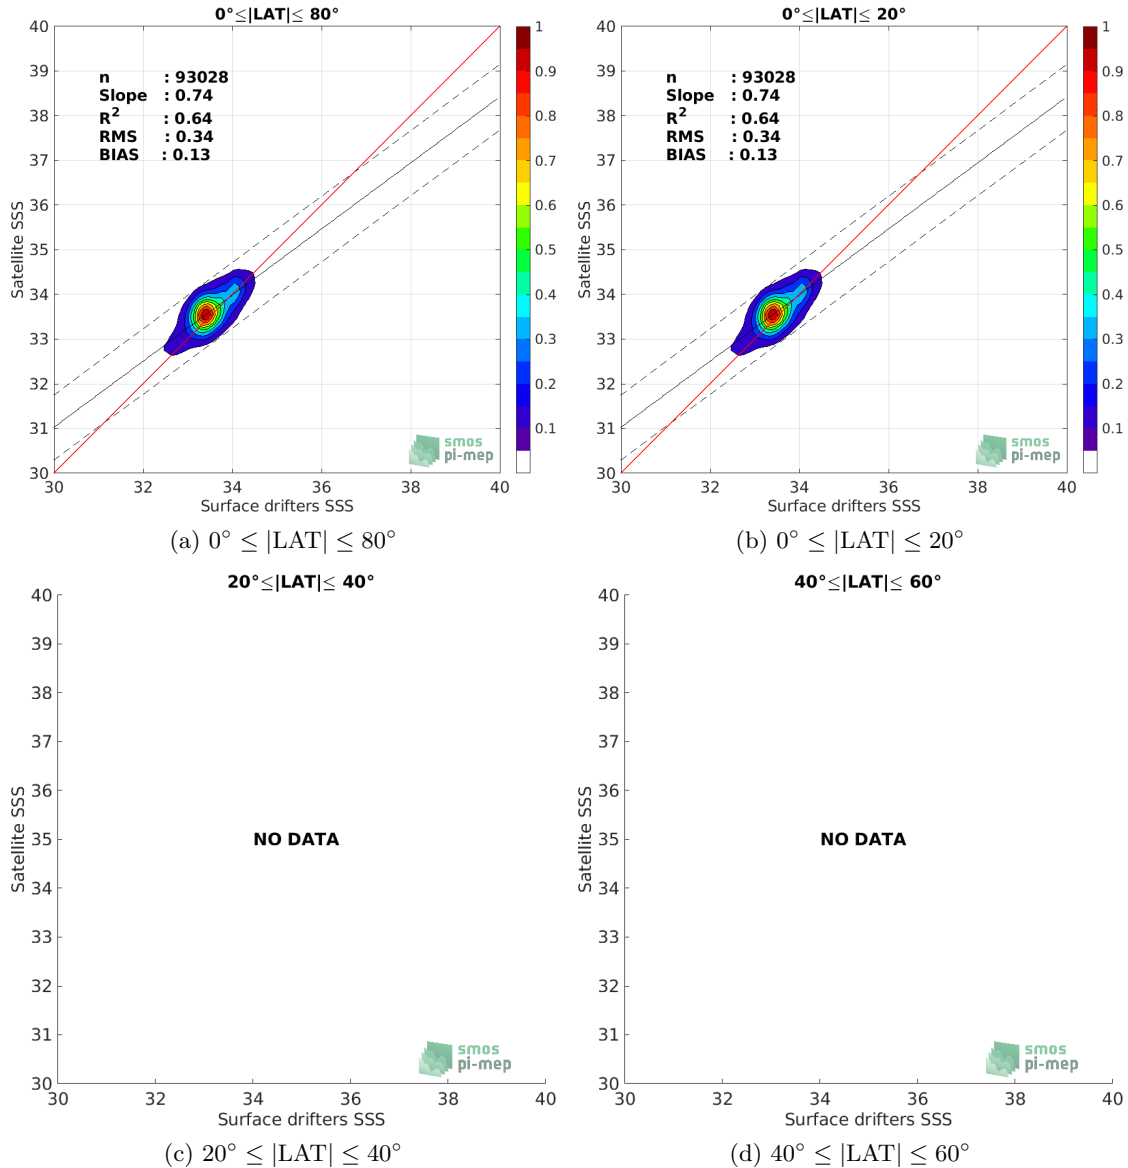 0°≤|LAT|≤ 80°
n : 93028
Slope : 0.74
R² : 0.64
RMS : 0.34
BIAS : 0.13
40
39
38
37
36
35
34
33
32
31
30
Satellite SSS
30
32
34
36
38
40
Surface drifters SSS
1
0.9
0.8
0.7
0.6
0.5
0.4
0.3
0.2
0.1
smos
pi-mep
(a) 0° ≤ |LAT| ≤ 80°
0°≤|LAT|≤ 20°
n : 93028
Slope : 0.74
R² : 0.64
RMS : 0.34
BIAS : 0.13
40
39
38
37
36
35
34
33
32
31
30
Satellite SSS
30
32
34
36
38
40
Surface drifters SSS
1
0.9
0.8
0.7
0.6
0.5
0.4
0.3
0.2
0.1
smos
pi-mep
(b) 0° ≤ |LAT| ≤ 20°
20°≤|LAT|≤ 40°
40
39
38
37
36
35
34
33
32
31
30
Satellite SSS
NO DATA
30
32
34
36
38
40
Surface drifters SSS
smos
pi-mep
(c) 20° ≤ |LAT| ≤ 40°
40°≤|LAT|≤ 60°
40
39
38
37
36
35
34
33
32
31
30
Satellite SSS
NO DATA
30
32
34
36
38
40
Surface drifters SSS
smos
pi-mep
(d) 40° ≤ |LAT| ≤ 60°